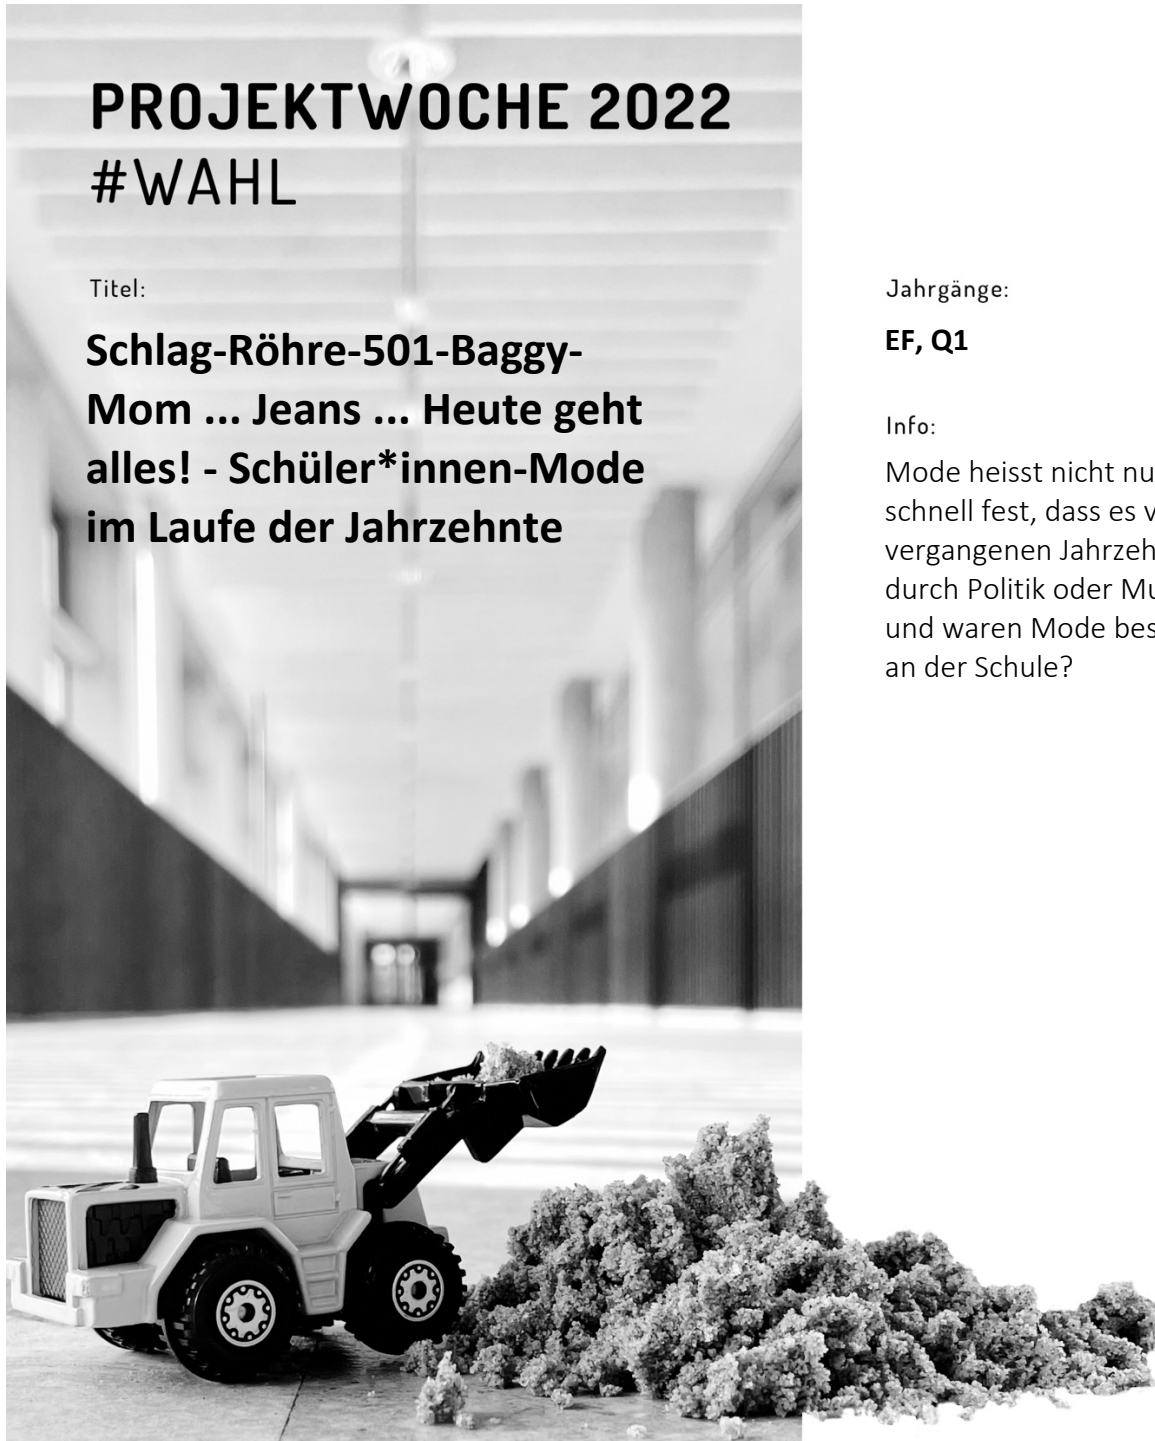 PROJEKTWOCHE 2022
#WAHL
Titel:
Schlag-Röhre-501-Baggy-
Mom ... Jeans ... Heute geht
alles! - Schüler*innen-Mode
im Laufe der Jahrzehnte
Jahrgänge:
EF, Q1
Info:
Mode heisst nicht
schnell fest, dass es
vergangenen
durch Politik oder
und waren Mode
an der Schule?